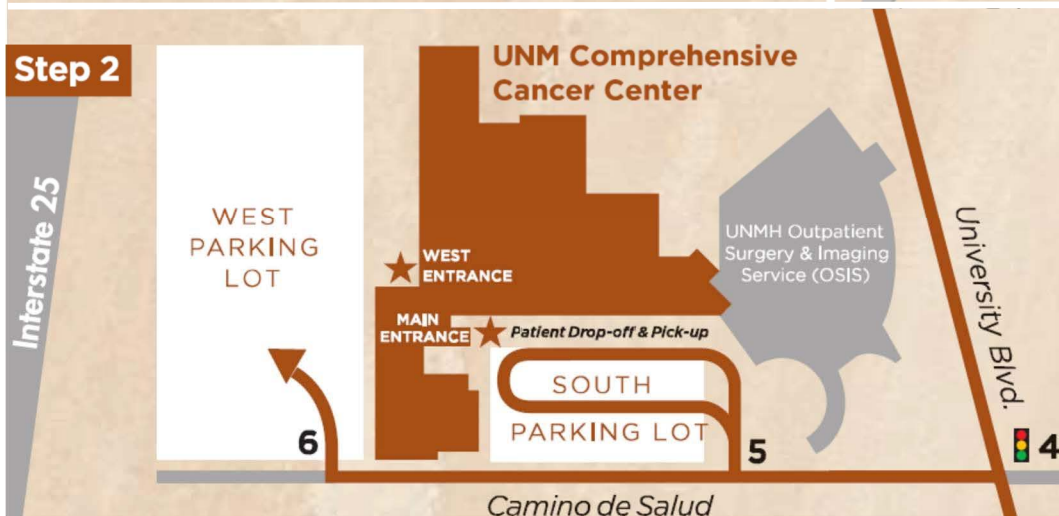 Step 2
UNM Comprehensive
Cancer Center
Interstate 25
WEST
PARKING
LOT
WEST
ENTRANCE
MAIN
ENTRANCE
Patient Drop-off & Pick-up
UNMH Outpatient
Surgery & Imaging
Service (OSIS)
University Blvd.
SOUTH
PARKING LOT
6
5
4
Camino de Salud